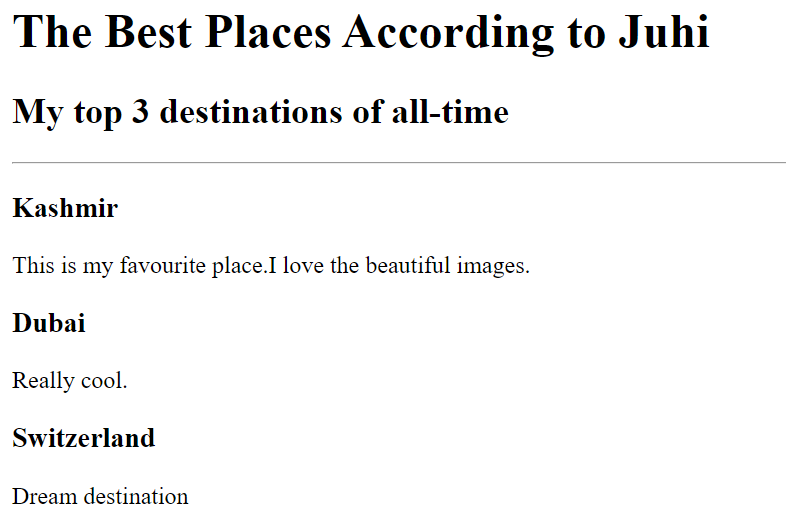 The Best Places According to Juhi
My top 3 destinations of all-time
Kashmir
This is my favourite place.I love the beautiful images.
Dubai
Really cool.
Switzerland
Dream destination